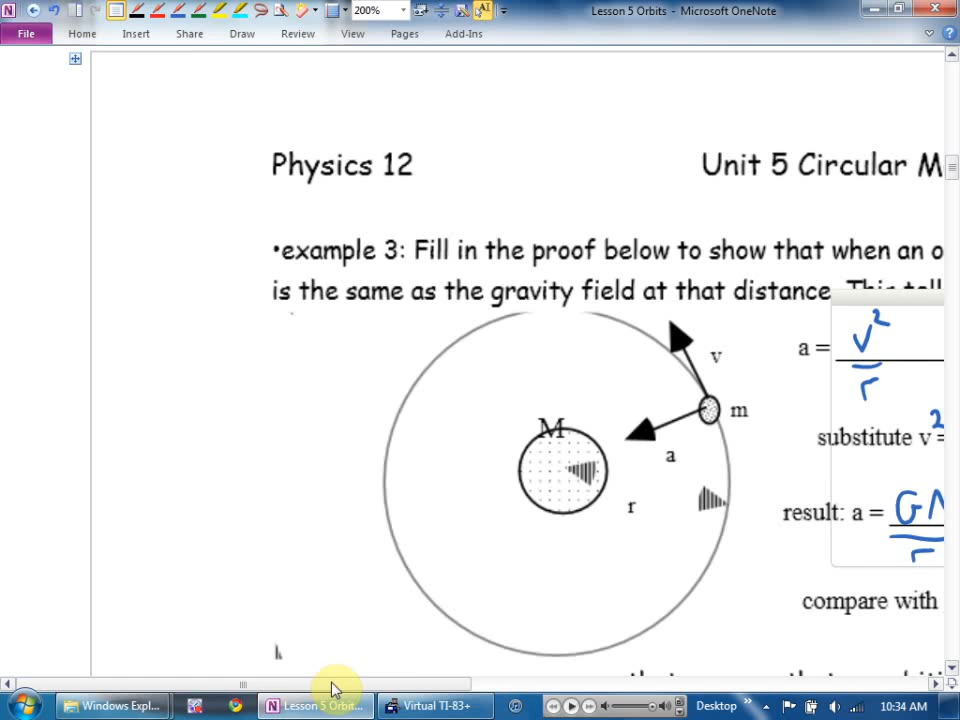 200%
Lesson 5 Orbits - Microsoft OneNote
File Home Insert Share Draw Review View Pages Add-Ins
Physics 12 Unit 5 Circular M
•example 3: Fill in the proof below to show that when an o
is the same as the gravity field at that distance.
a = v²
r
v
m
M
a
r
substitute v² =
result: a = GM
r
compare with
Windows Expl...
Lesson 5 Orbit...
Virtual TI-83+
Desktop
10:34 AM